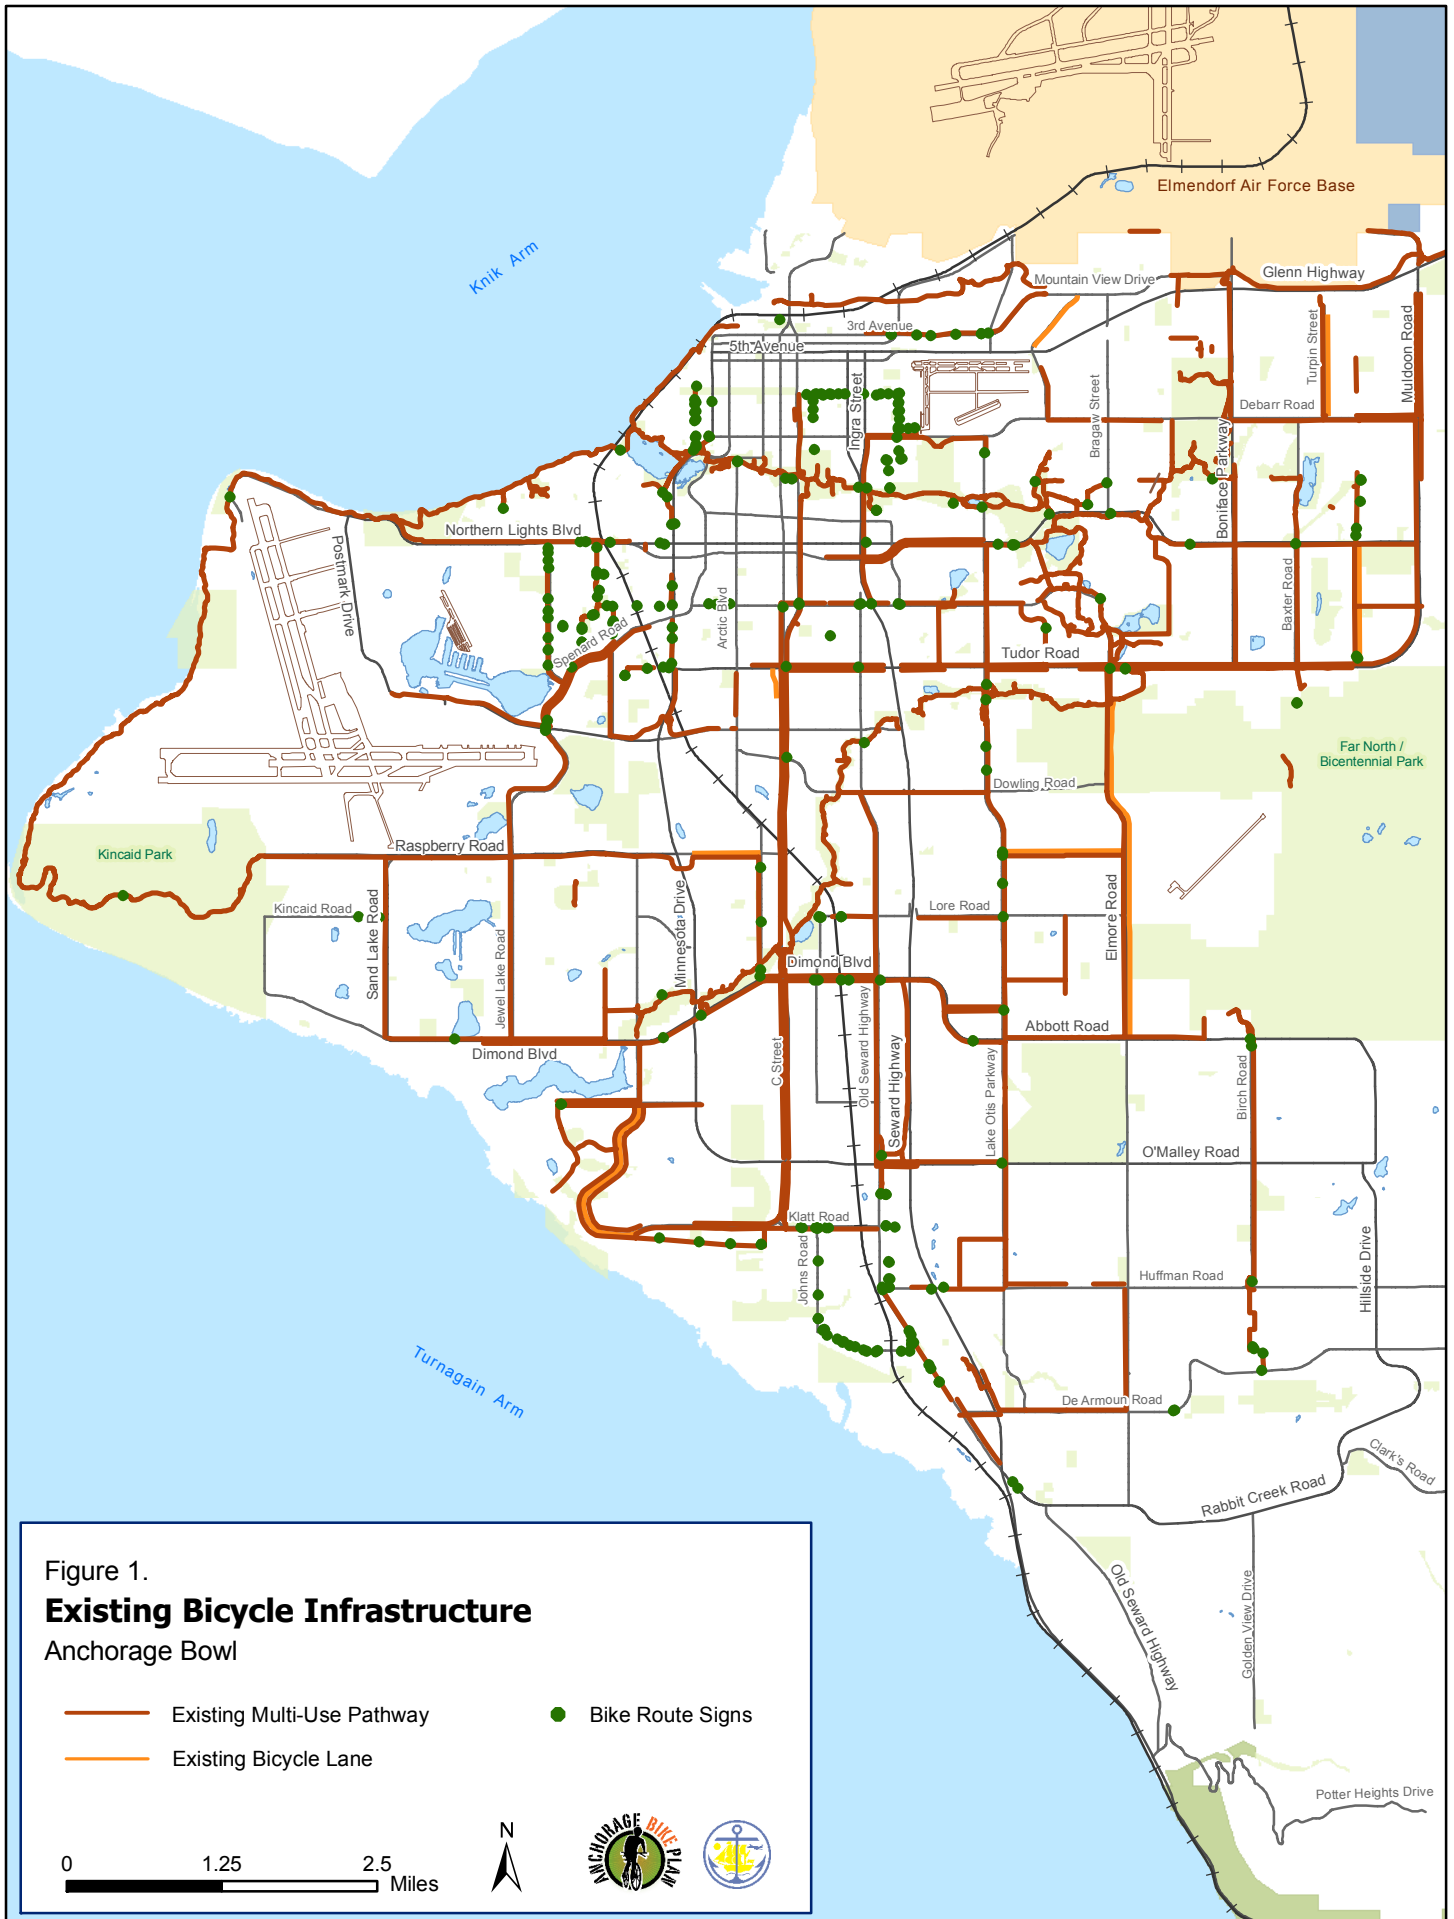 Elmendorf Air Force Base
Knik Arm
Mountain View Drive
Glenn Highway
3rd Avenue
5th Avenue
Turpin Street
Muldoon Road
Ingra Street
Bragaw Street
Debarr Road
Boniface Parkway
Northern Lights Blvd
Postmark Drive
Arctic Blvd
Baxter Road
Spenard Road
Tudor Road
Far North /
Bicentennial Park
Dowling Road
Kincaid Park
Raspberry Road
Kincaid Road
Sand Lake Road
Jewel Lake Road
Minnesota Drive
Lore Road
Elmore Road
Dimond Blvd
Old Seward Highway
Seward Highway
Abbott Road
Dimond Blvd
C Street
Lake Otis Parkway
Birch Road
O'Malley Road
Klatt Road
Johns Road
Huffman Road
Hillside Drive
Turnagain Arm
De Armoun Road
Clark's Road
Rabbit Creek Road
Old Seward Highway
Golden View Drive
Potter Heights Drive
Figure 1.
Existing Bicycle Infrastructure
Anchorage Bowl
Existing Multi-Use Pathway
Bike Route Signs
Existing Bicycle Lane
N
ANCHORAGE BIKE PLAN
0 1.25 2.5
Miles